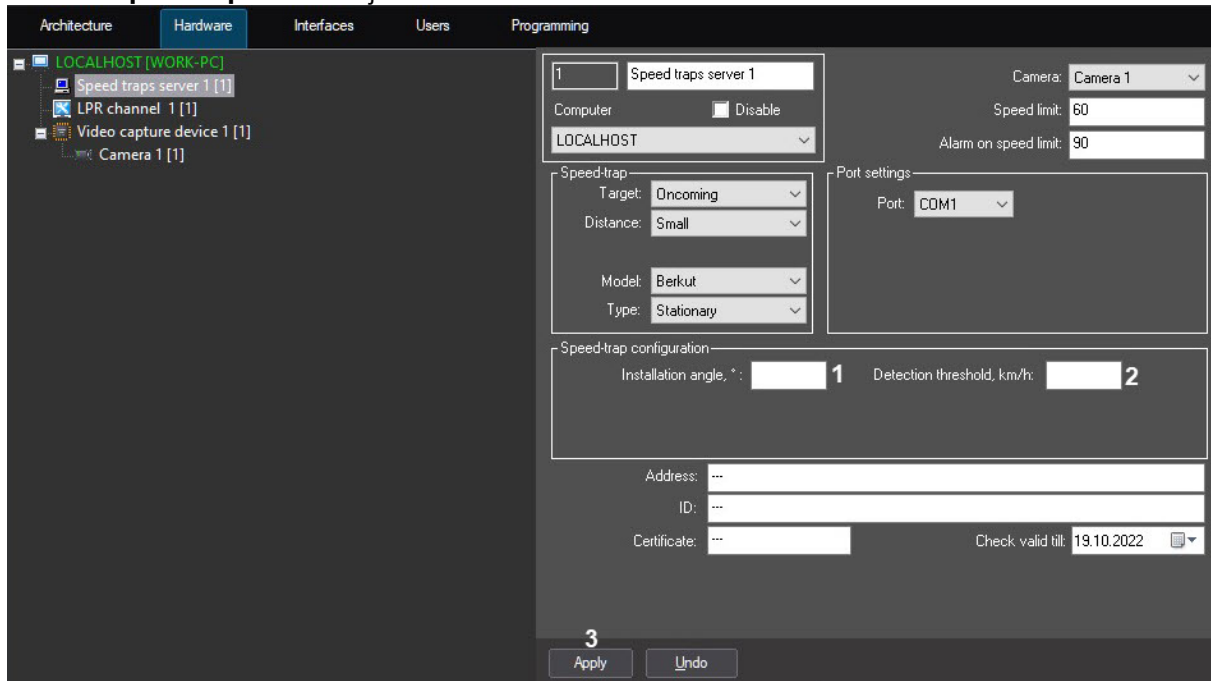 Architecture Hardware Interfaces Users Programming
LOCALHOST [WORK-PC]
Speed traps server 1 [1]
LPR channel 1 [1]
Video capture device 1 [1]
Camera 1 [1]
1 Speed traps server 1
Computer Disable
LOCALHOST
Camera: Camera 1
Speed limit: 60
Alarm on speed limit: 90
Speed-trap
Target: Oncoming
Distance: Small
Model: Berkut
Type: Stationary
Port settings
Port: COM1
Speed-trap configuration
Installation angle, ° : 1 Detection threshold, km/h: 2
Address: ---
ID: ---
Certificate: --- Check valid till: 19.10.2022
3
Apply Undo